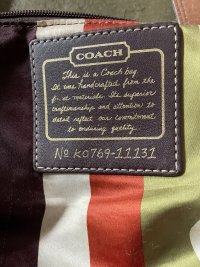 COACH
This is a Coach bag.
It was handcrafted from the
finest materials. Its superior
craftsmanship and attention to
detail reflect our commitment
to enduring quality.
No K0769-11131